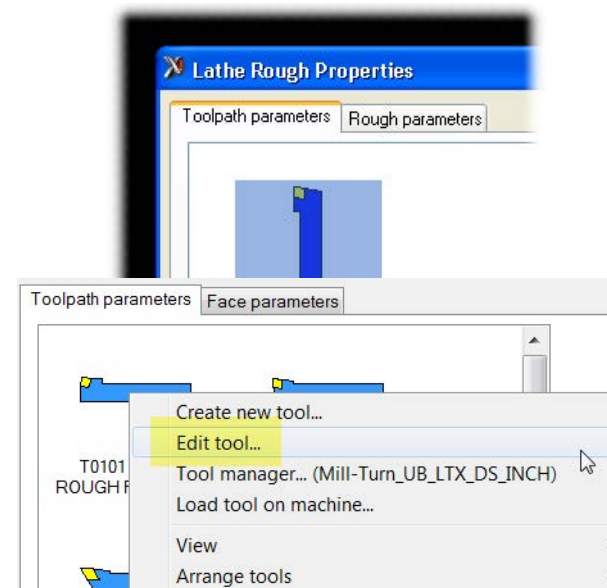 Lathe Rough Properties
Toolpath parameters Rough parameters
Toolpath parameters Face parameters
Create new tool...
Edit tool...
T0101
Tool manager... (Mill-Turn_UB_LTX_DS_INCH)
ROUGH F
Load tool on machine...
View
Arrange tools